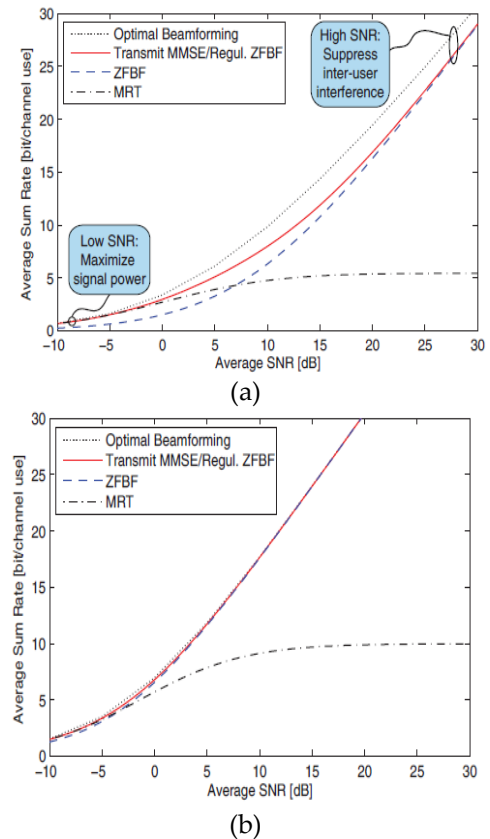 30
25
20
15
10
5
0
Average Sum Rate [bit/channel use]
Optimal Beamforming
Transmit MMSE/Regul. ZFBF
ZFBF
MRT
High SNR:
Suppress
inter-user
interference
Low SNR:
Maximize
signal power
−10 −5 0 5 10 15 20 25 30
Average SNR [dB]
(a)
30
25
20
15
10
5
0
Average Sum Rate [bit/channel use]
Optimal Beamforming
Transmit MMSE/Regul. ZFBF
ZFBF
MRT
−10 −5 0 5 10 15 20 25 30
Average SNR [dB]
(b)